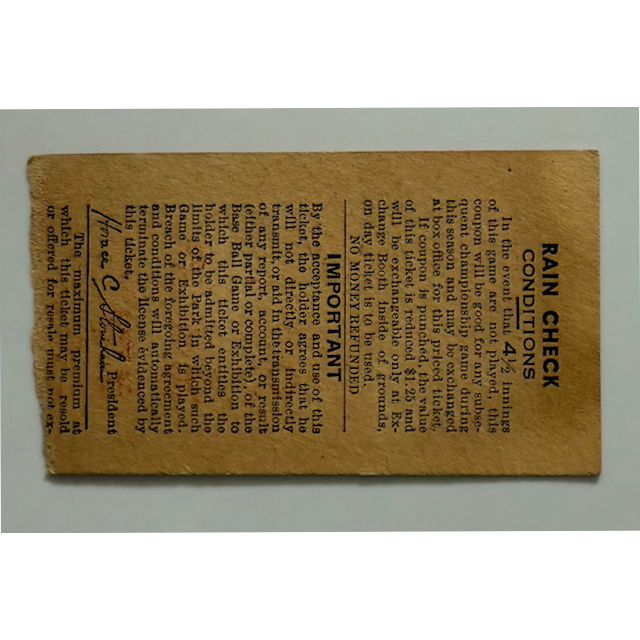 RAIN CHECK
CONDITIONS
In the event that 4½ innings
of this game are not played, this
coupon will be good for any subse-
quent championship game during
this season and may be exchanged
at box office for this priced ticket.
If coupon is punched, the value
of this ticket is reduced $1.25 and
will be exchangeable only at Ex-
change Booth inside of grounds,
on day ticket is to be used.
NO MONEY REFUNDED
IMPORTANT
By the acceptance and use of this
ticket, the holder agrees that he
will not directly or indirectly
transmit, or aid in the transmission
of any report, account, or result
(either partial or complete), of the
Base Ball Game or Exhibition to
which this ticket entitles the
holder to be admitted beyond the
limits of the Park in which such
Game or Exhibition is played.
Breach of the foregoing agreement
and conditions will automatically
terminate the license evidenced by
this ticket.
Horace C. Stoneham President
The maximum premium at
which this ticket may be resold
or offered for resale must not ex-